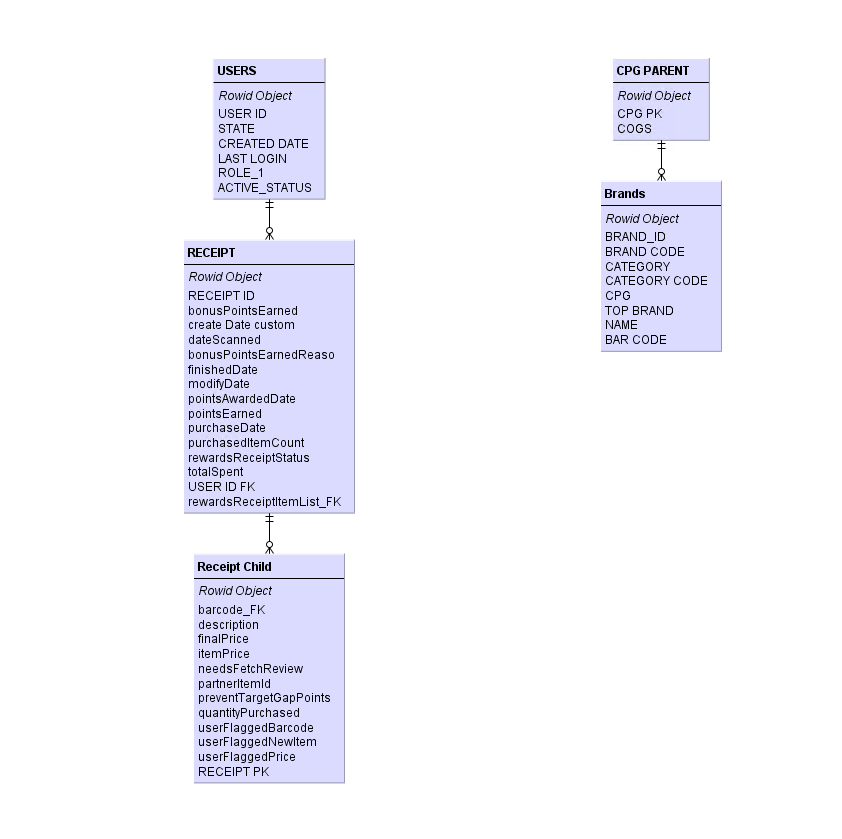 USERS
Rowid Object
USER ID
STATE
CREATED DATE
LAST LOGIN
ROLE_1
ACTIVE_STATUS
RECEIPT
Rowid Object
RECEIPT ID
bonusPointsEarned
create Date custom
dateScanned
bonusPointsEarnedReaso
finishedDate
modifyDate
pointsAwardedDate
pointsEarned
purchaseDate
purchasedItemCount
rewardsReceiptStatus
totalSpent
USER ID FK
rewardsReceiptItemList_FK
Receipt Child
Rowid Object
barcode_FK
description
finalPrice
itemPrice
needsFetchReview
partnerItemId
preventTargetGapPoints
quantityPurchased
userFlaggedBarcode
userFlaggedNewItem
userFlaggedPrice
RECEIPT PK
CPG PARENT
Rowid Object
CPG PK
COGS
Brands
Rowid Object
BRAND_ID
BRAND CODE
CATEGORY
CATEGORY CODE
CPG
TOP BRAND
NAME
BAR CODE